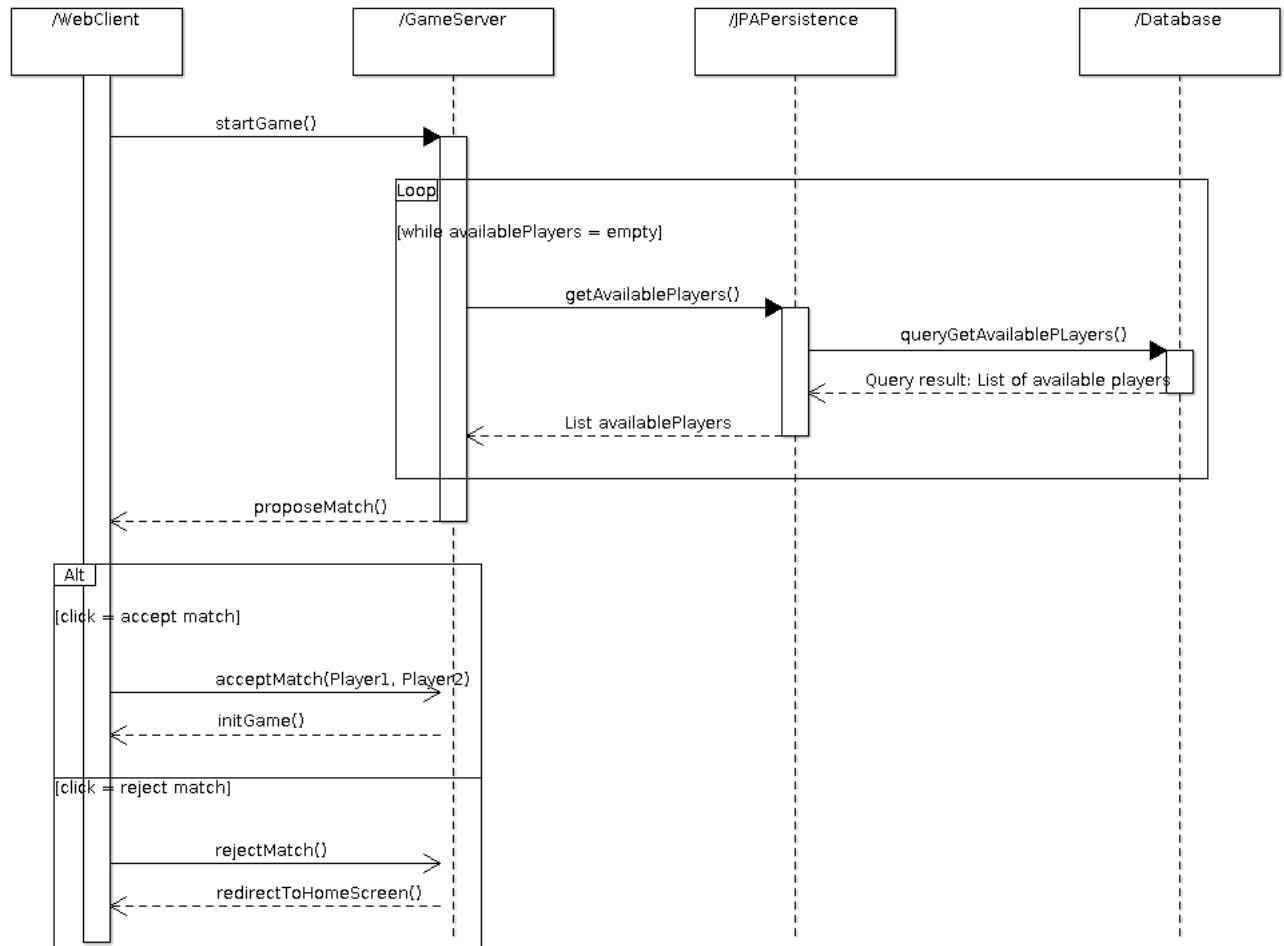 /WebClient
/GameServer
/JPAPersistence
/Database
startGame()
Loop
[while availablePlayers = empty]
getAvailablePlayers()
queryGetAvailablePLayers()
Query result: List of available players
List availablePlayers
proposeMatch()
Alt
[click = accept match]
acceptMatch(Player1, Player2)
initGame()
[click = reject match]
rejectMatch()
redirectToHomeScreen()